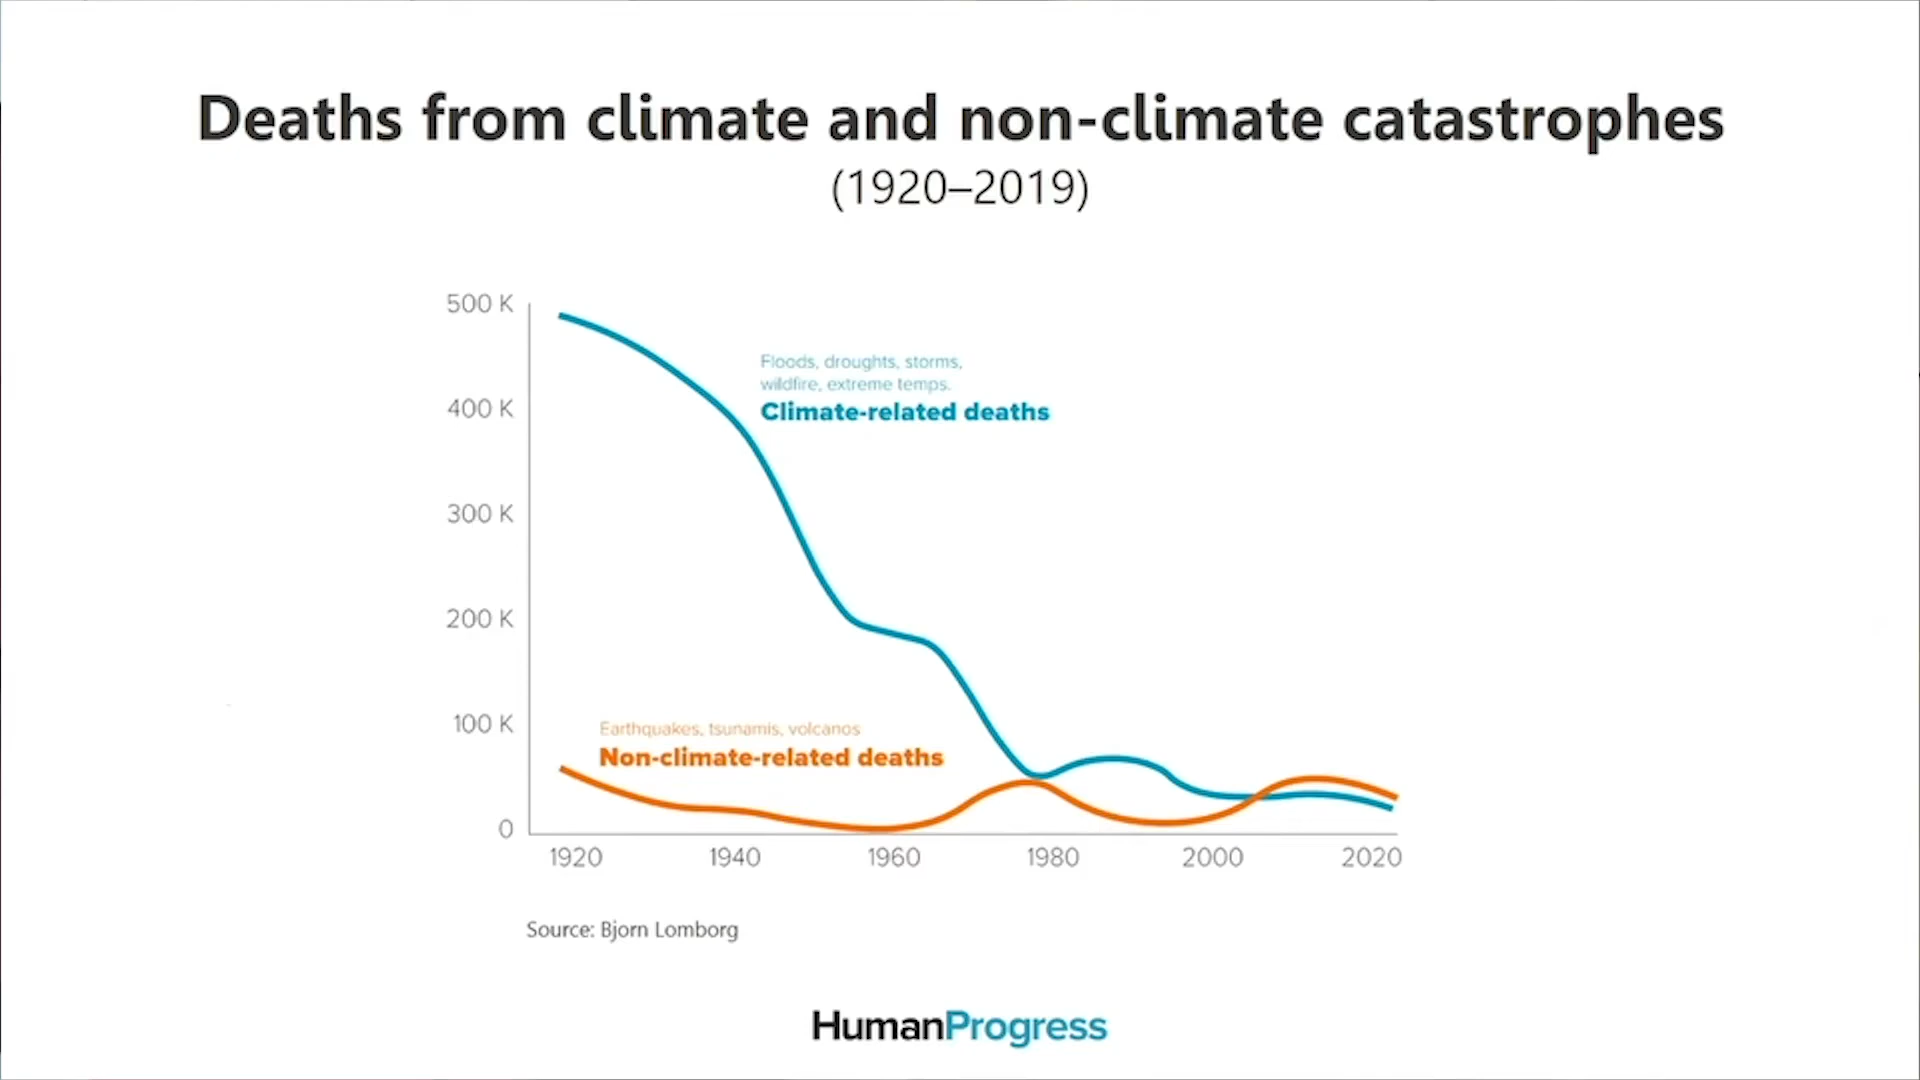 Deaths from climate and non-climate catastrophes
(1920–2019)
500 K
400 K
300 K
200 K
100 K
0
Floods, droughts, storms,
wildfire, extreme temps.
Climate-related deaths
Earthquakes, tsunamis, volcanos
Non-climate-related deaths
1920 1940 1960 1980 2000 2020
Source: Bjorn Lomborg
HumanProgress